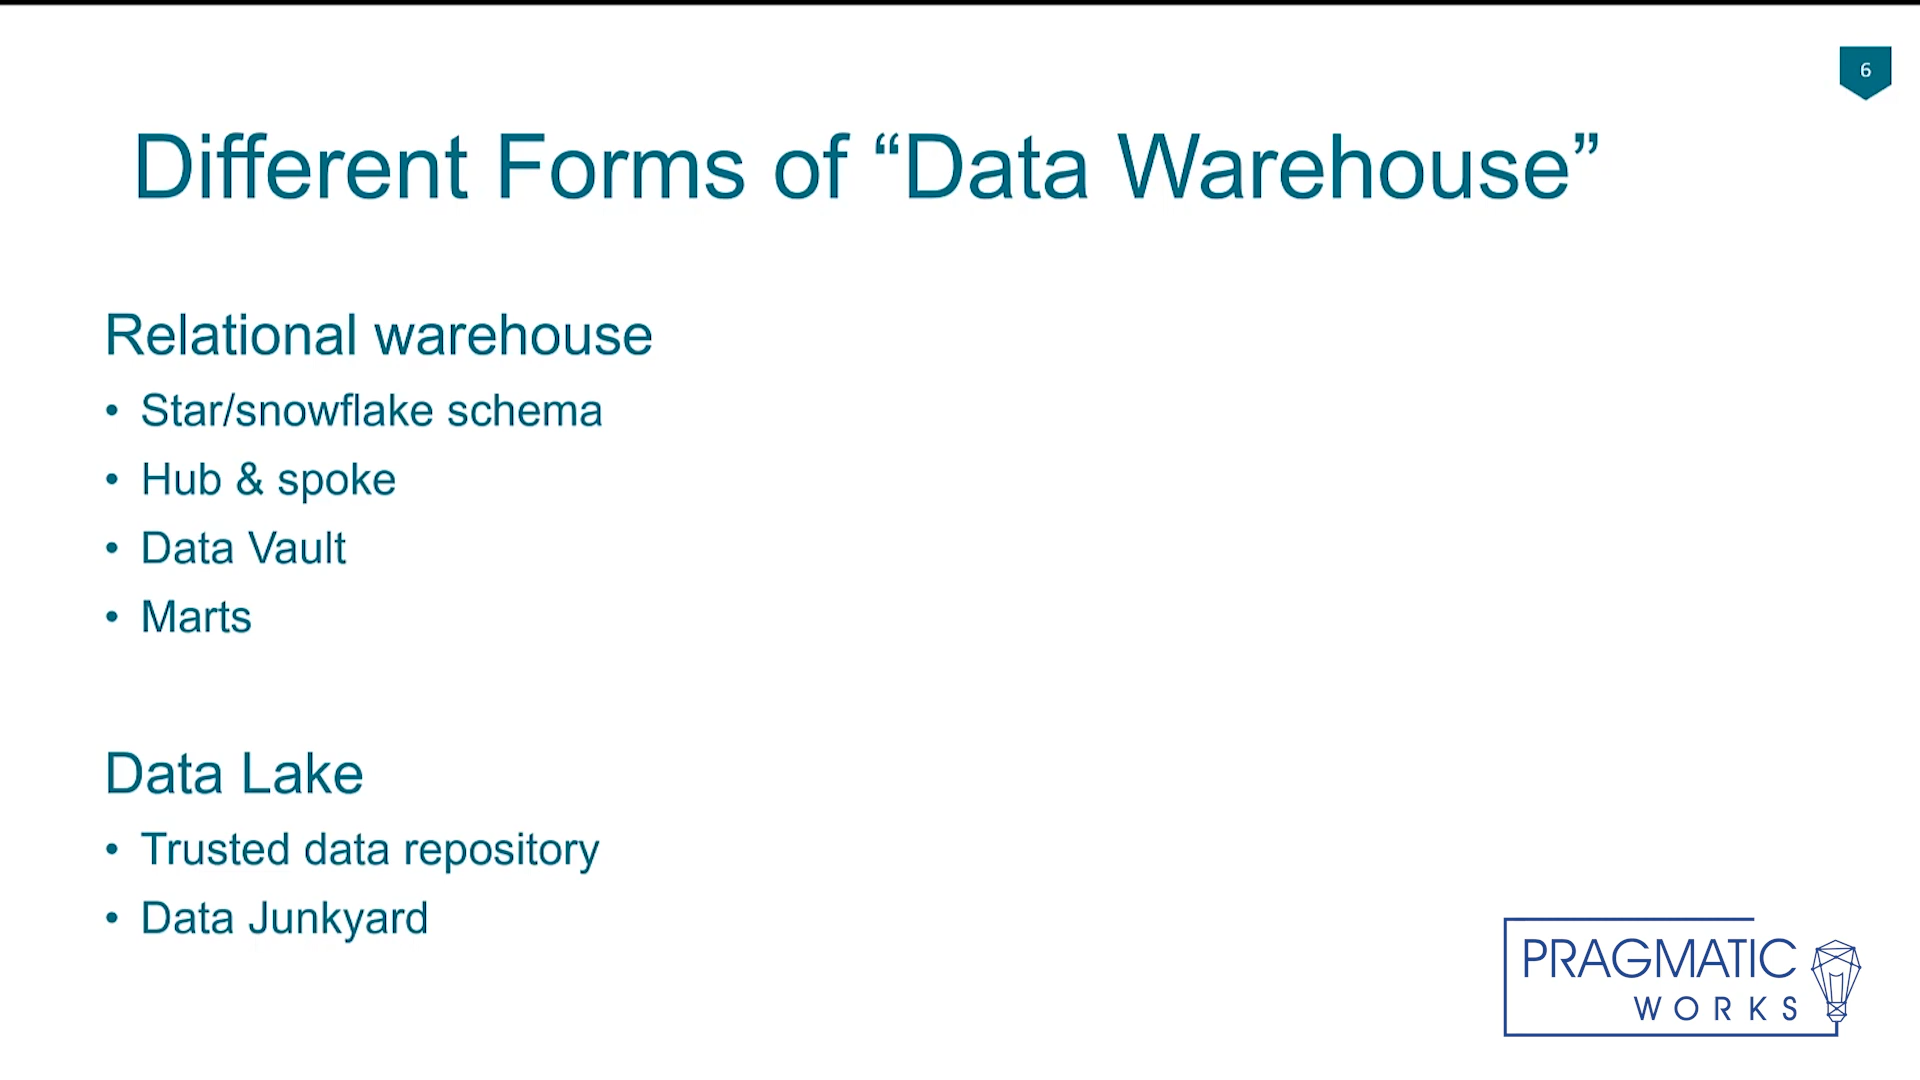 6
Different Forms of “Data Warehouse”
Relational warehouse
• Star/snowflake schema
• Hub & spoke
• Data Vault
• Marts
Data Lake
• Trusted data repository
• Data Junkyard
PRAGMATIC
WORKS